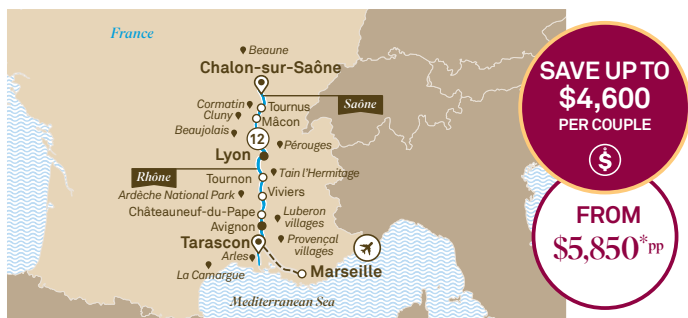 France
Beaune
Chalon-sur-Saône
Cormatin
Tournus
Saône
Cluny
Mâcon
Beaujolais
12
Pérouges
Lyon
Rhône
Tain l'Hermitage
Tournon
Ardèche National Park
Viviers
Châteauneuf-du-Pape
Luberon
villages
Avignon
Tarascon
Provençal
villages
Arles
La Camargue
Marseille
Mediterranean Sea
SAVE UP TO
$4,600
PER COUPLE
$
FROM
$5,850*pp